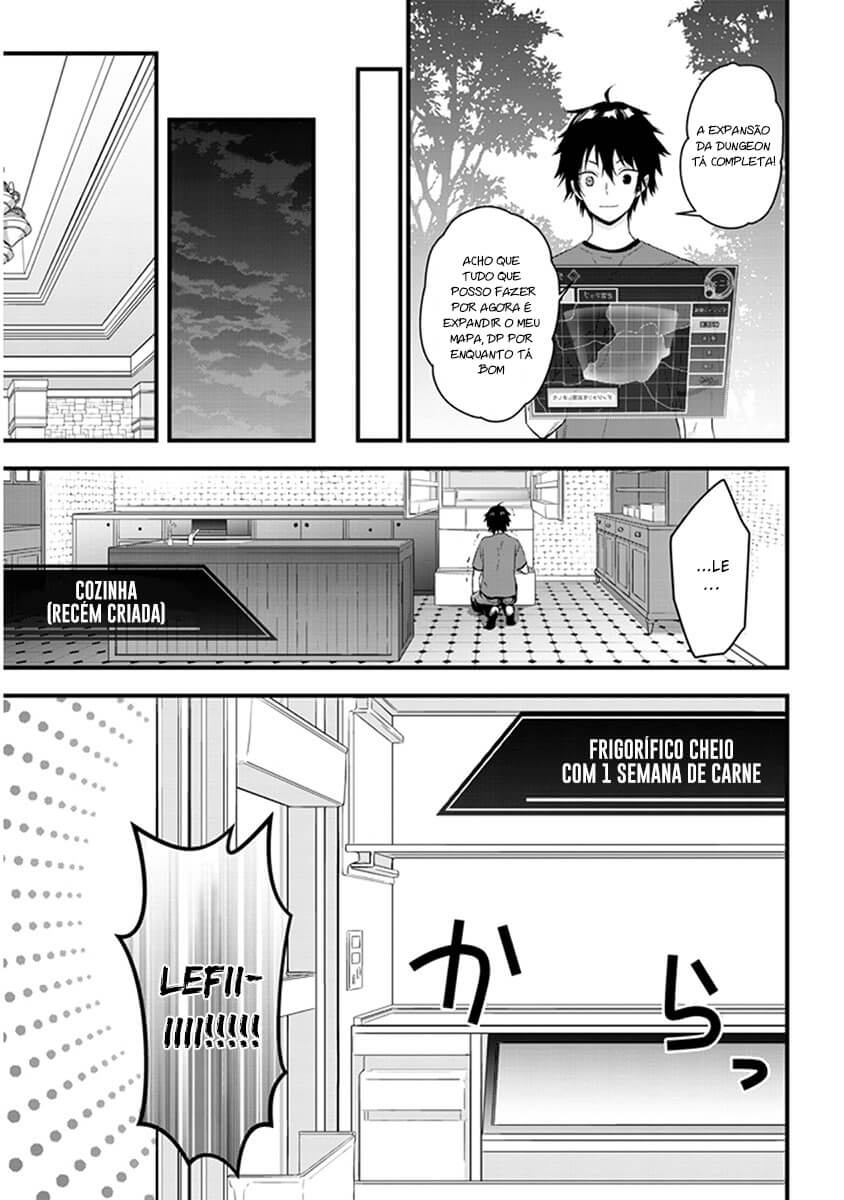 A EXPANSÃO
DA DUNGEON
TÁ COMPLETA!
ACHO QUE
TUDO QUE
POSSO FAZER
POR AGORA É
EXPANDIR O MEU
MAPA, DP POR
ENQUANTO TÁ
BOM
...LE
...
COZINHA
(RECÉM CRIADA)
FRIGORÍFICO CHEIO
COM 1 SEMANA DE CARNE
からっ
LEFII-
IIII!!!!!